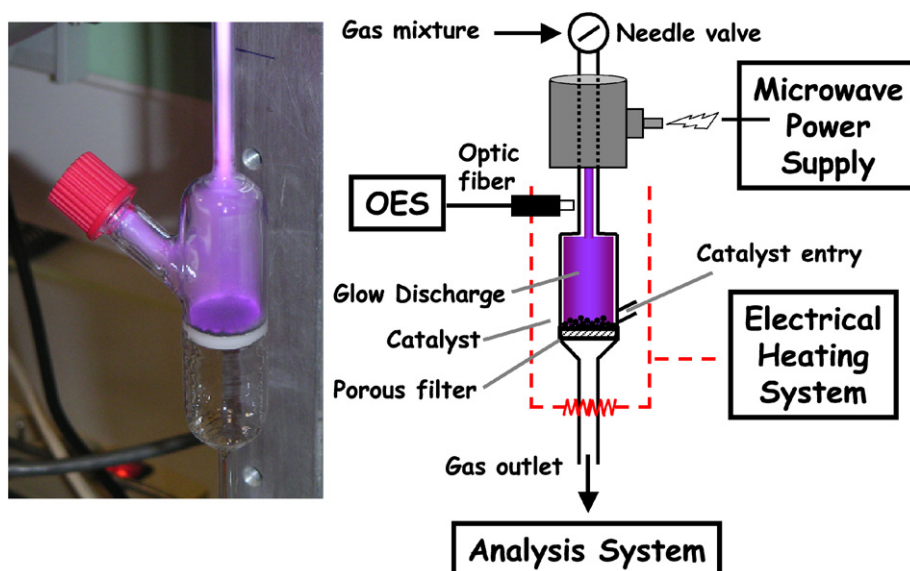 Gas mixture
Needle valve
Microwave
Power
Supply
Optic
fiber
OES
Catalyst entry
Glow Discharge
Catalyst
Electrical
Heating
System
Porous filter
Gas outlet
Analysis System